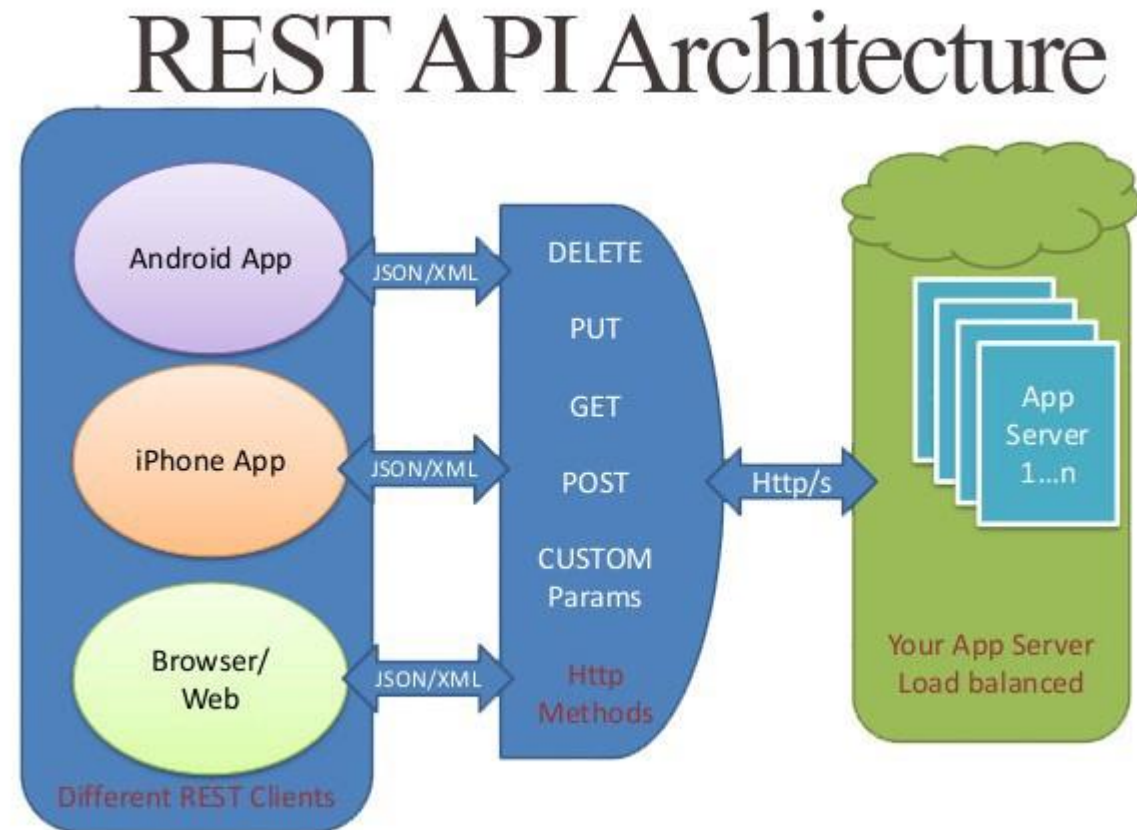 REST API Architecture
Android App
iPhone App
Browser/
Web
Different REST Clients
JSON/XML
JSON/XML
JSON/XML
DELETE
PUT
GET
POST
CUSTOM
Params
Http
Methods
Http/s
App
Server
1...n
Your App Server
Load balanced